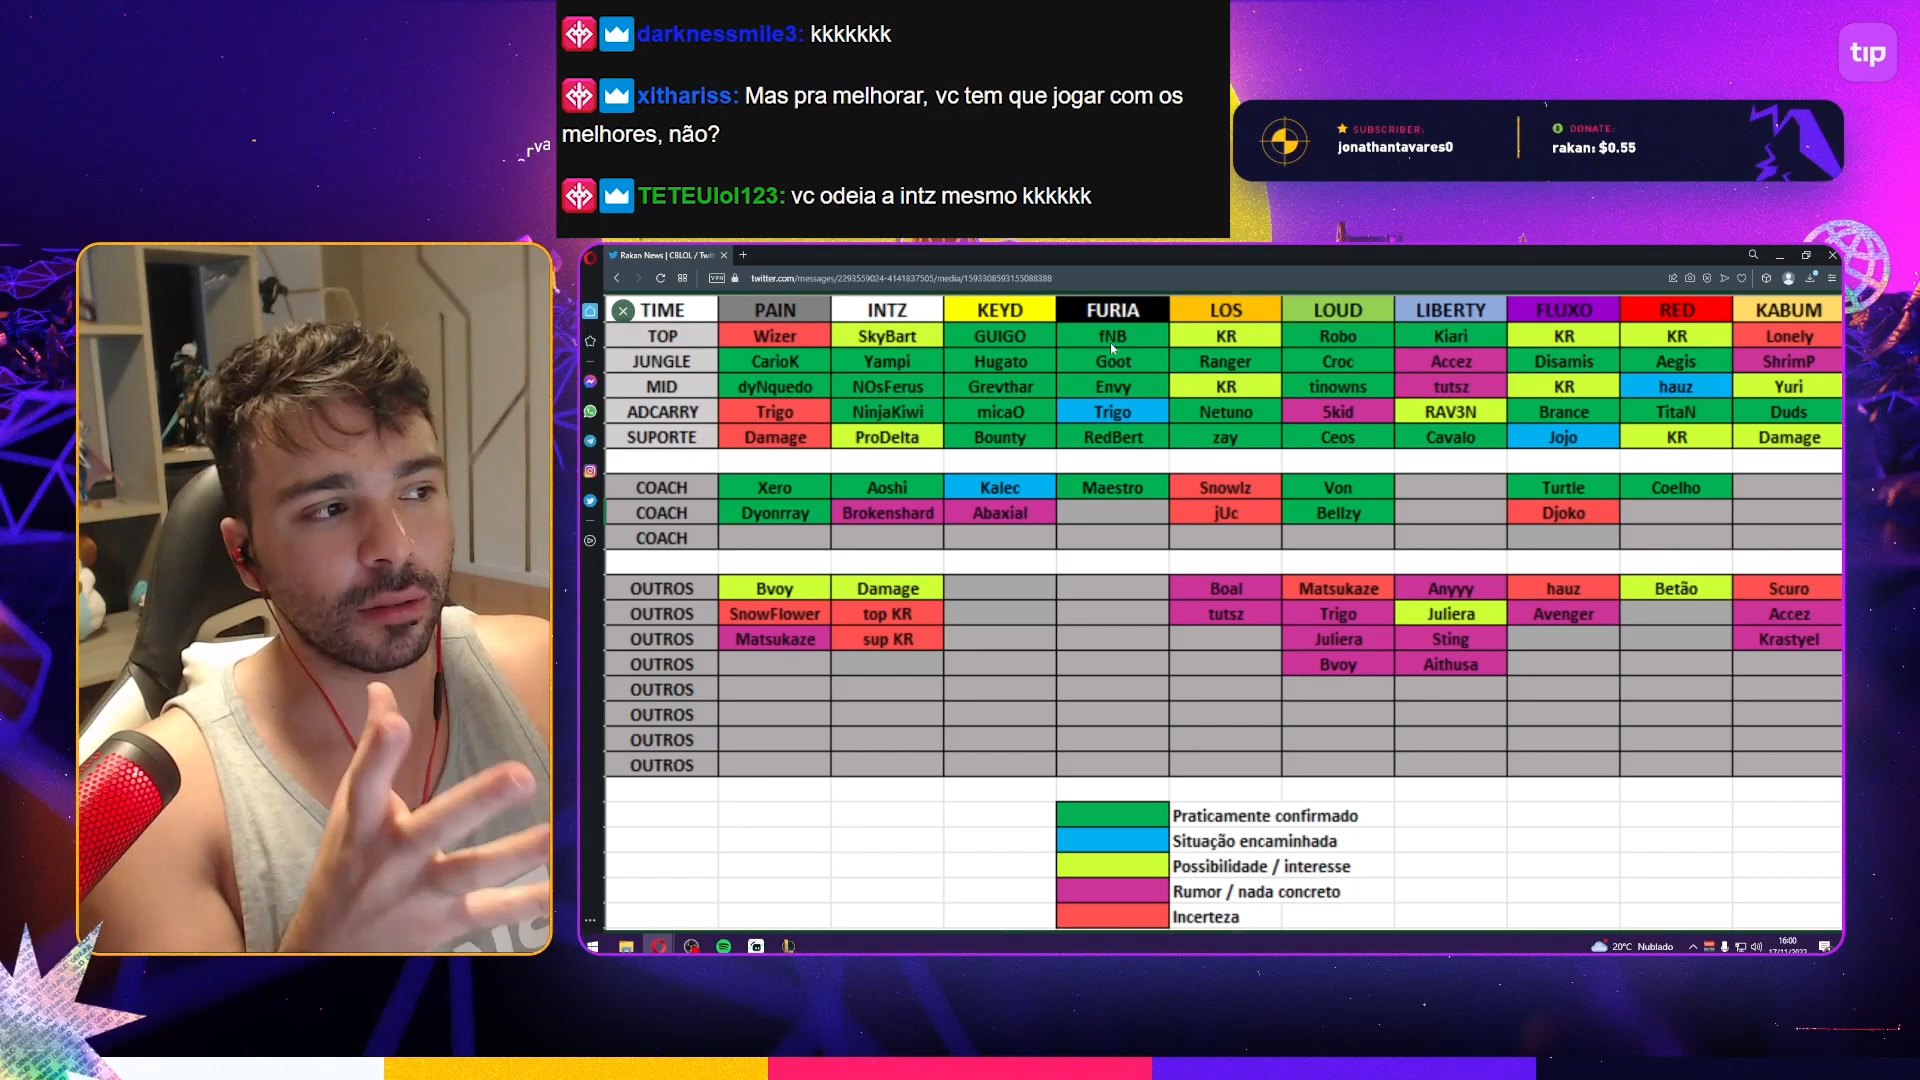 darknessmile3: kkkkkkk
xithariss: Mas pra melhorar, vc tem que jogar com os
melhores, não?
TETEUlol123: vc odeia a intz mesmo kkkkkk
tip
SUBSCRIBER:
jonathantavares0
DONATE:
rakan: $0.55
Rakan News | CBLOL / Twit
VPN twitter.com/messages/2293559024-4141837505/media/1593308593155088388
TIME PAIN INTZ KEYD FURIA LOS LOUD LIBERTY FLUXO RED KABUM
TOP Wizer SkyBart GUIGO fNB KR Robo Kiari KR KR Lonely
JUNGLE CarioK Yampi Hugato Goot Ranger Croc Accez Disamis Aegis ShrimP
MID dyNquedo NOsFerus Grevthar Envy KR tinowns tutsz KR hauz Yuri
ADCARRY Trigo NinjaKiwi micaO Trigo Netuno 5kid RAV3N Brance TitaN Duds
SUPORTE Damage ProDelta Bounty RedBert zay Ceos Cavalo Jojo KR Damage
COACH Xero Aoshi Kalec Maestro Snowlz Von Turtle Coelho
COACH Dyonrray Brokenshard Abaxial jUc Bellzy Djoko
COACH
OUTROS Bvoy Damage Boal Matsukaze Anyyy hauz Betão Scuro
OUTROS SnowFlower top KR tutsz Trigo Juliera Avenger Accez
OUTROS Matsukaze sup KR Juliera Sting Krastyel
OUTROS Bvoy Aithusa
OUTROS
OUTROS
OUTROS
OUTROS
Praticamente confirmado
Situação encaminhada
Possibilidade / interesse
Rumor / nada concreto
Incerteza
20°C Nublado
16:00
17/11/2022